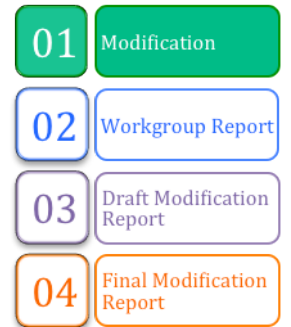 01 Modification
02 Workgroup Report
03 Draft Modification
Report
04 Final Modification
Report